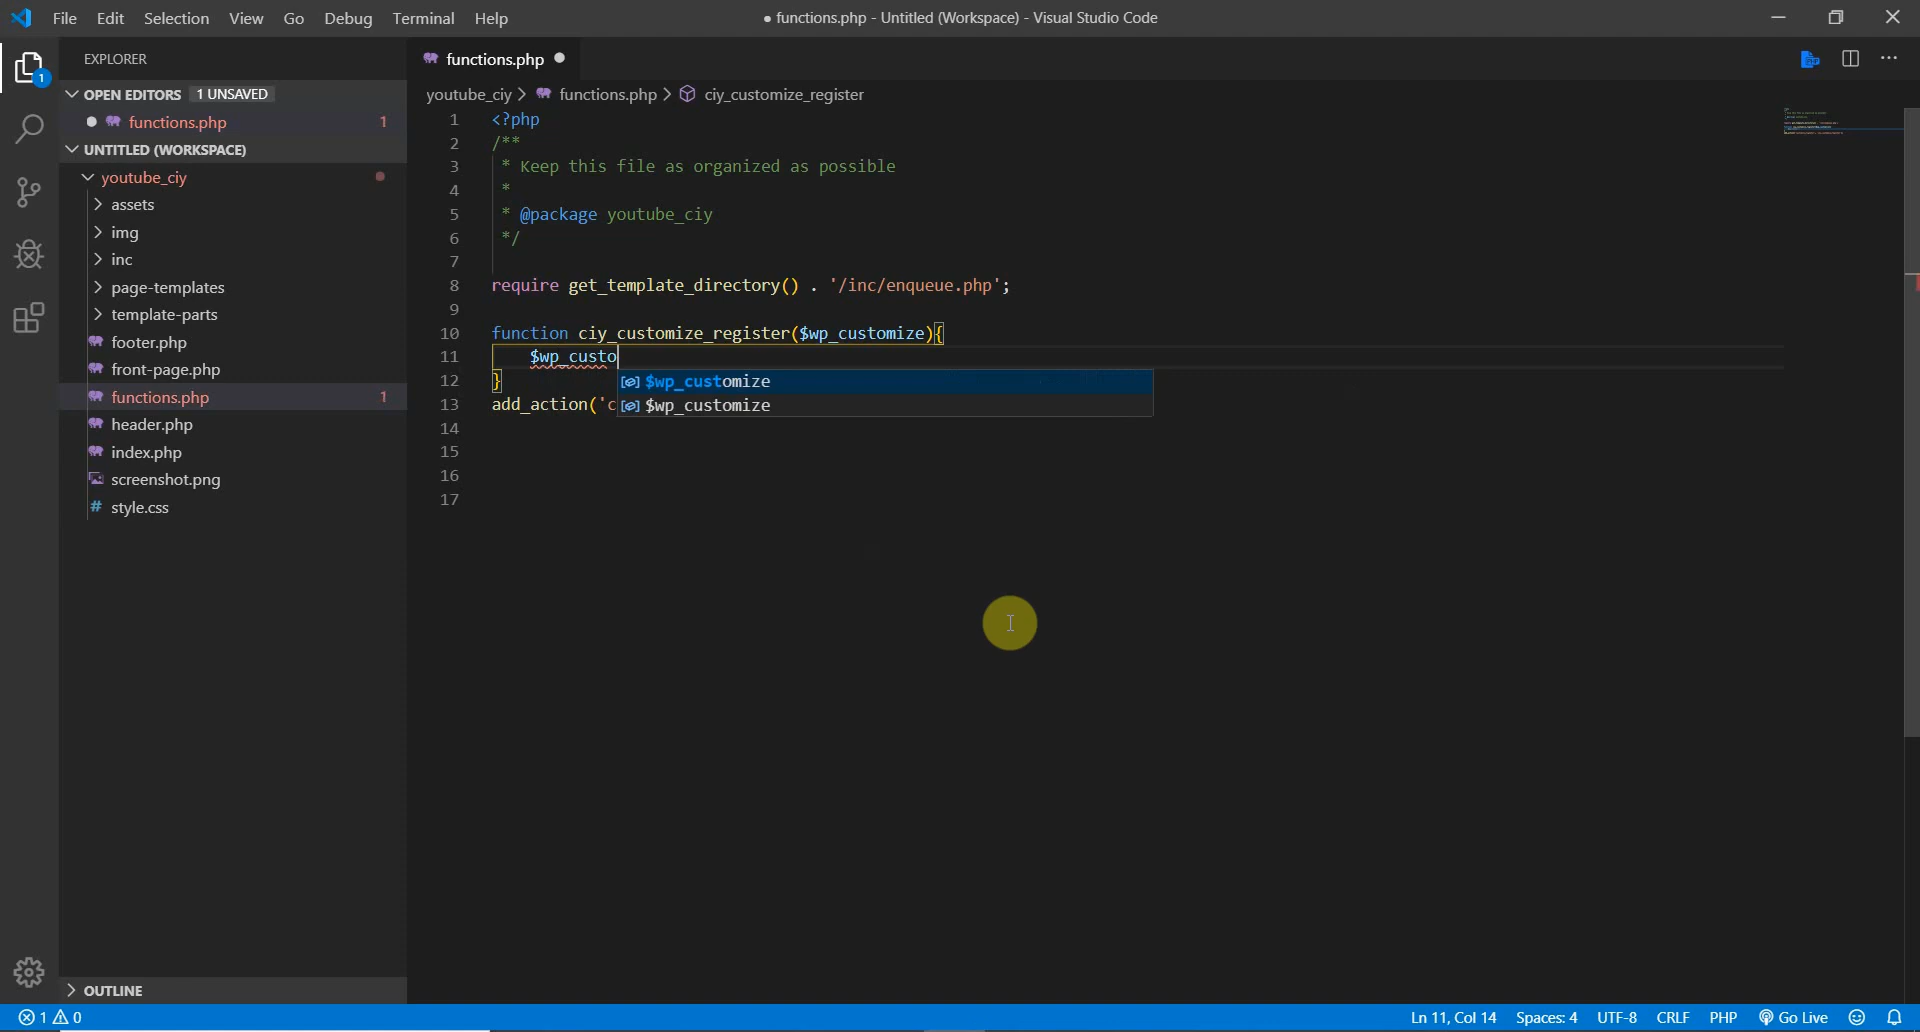 File Edit Selection View Go Debug Terminal Help
● functions.php - Untitled (Workspace) - Visual Studio Code
1
EXPLORER
OPEN EDITORS 1 UNSAVED
functions.php 1
UNTITLED (WORKSPACE)
youtube_ciy
assets
img
inc
page-templates
template-parts
footer.php
front-page.php
functions.php 1
header.php
index.php
screenshot.png
# style.css
OUTLINE
functions.php
youtube_ciy > functions.php > ciy_customize_register
1 <?php
2 /**
3 * Keep this file as organized as possible
4 *
5 * @package youtube_ciy
6 */
7
8 require get_template_directory() . '/inc/enqueue.php';
9
10 function ciy_customize_register($wp_customize){
11 $wp_custo
$wp_customize
12 }
$wp_customize
13 add_action('c
14
15
16
17
1 0
Ln 11, Col 14 Spaces: 4 UTF-8 CRLF PHP Go Live